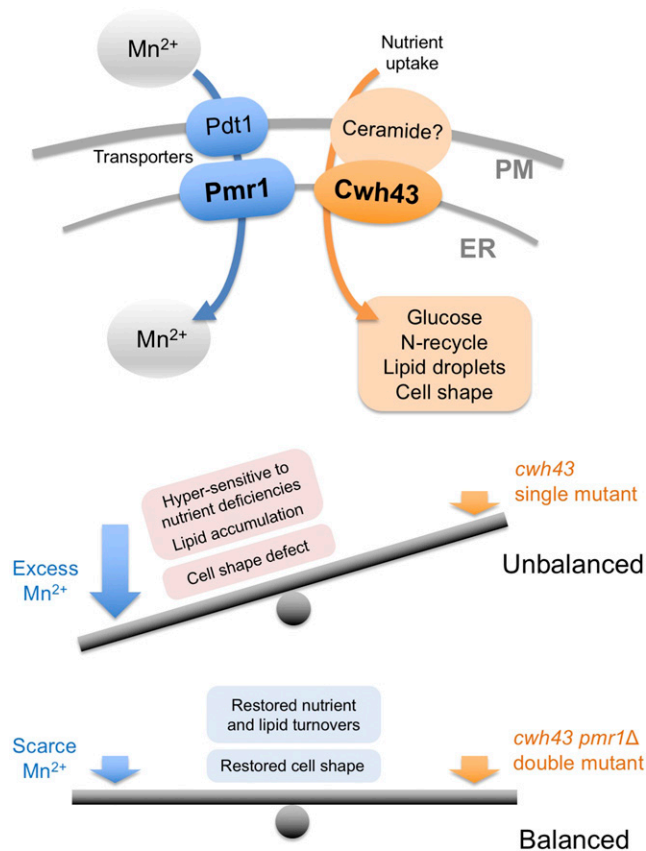 Mn²⁺
Nutrient
uptake
Pdt1
Ceramide?
Transporters
PM
Pmr1
Cwh43
ER
Mn²⁺
Glucose
N-recycle
Lipid droplets
Cell shape
Hyper-sensitive to
nutrient deficiencies
Lipid accumulation
Cell shape defect
cwh43
single mutant
Excess
Mn²⁺
Unbalanced
Restored nutrient
and lipid turnovers
Restored cell shape
Scarce
Mn²⁺
cwh43 pmr1Δ
double mutant
Balanced